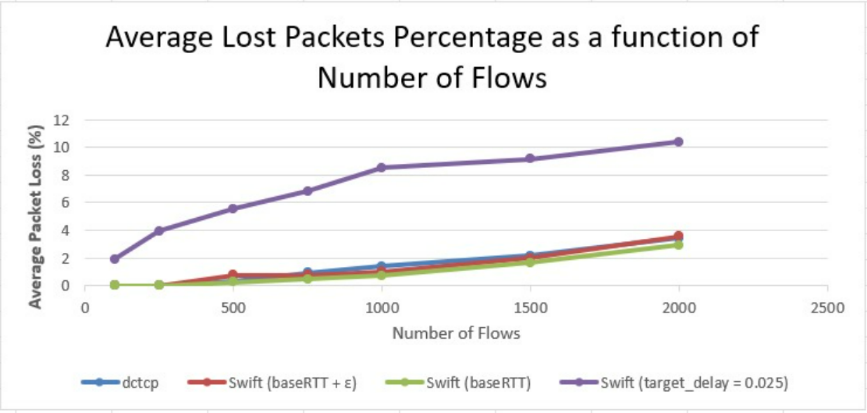 Average Lost Packets Percentage as a function of
Number of Flows
Average Packet Loss (%)
12
10
8
6
4
2
0
0 500 1000 1500 2000 2500
Number of Flows
dctcp Swift (baseRTT + ε) Swift (baseRTT) Swift (target_delay = 0.025)